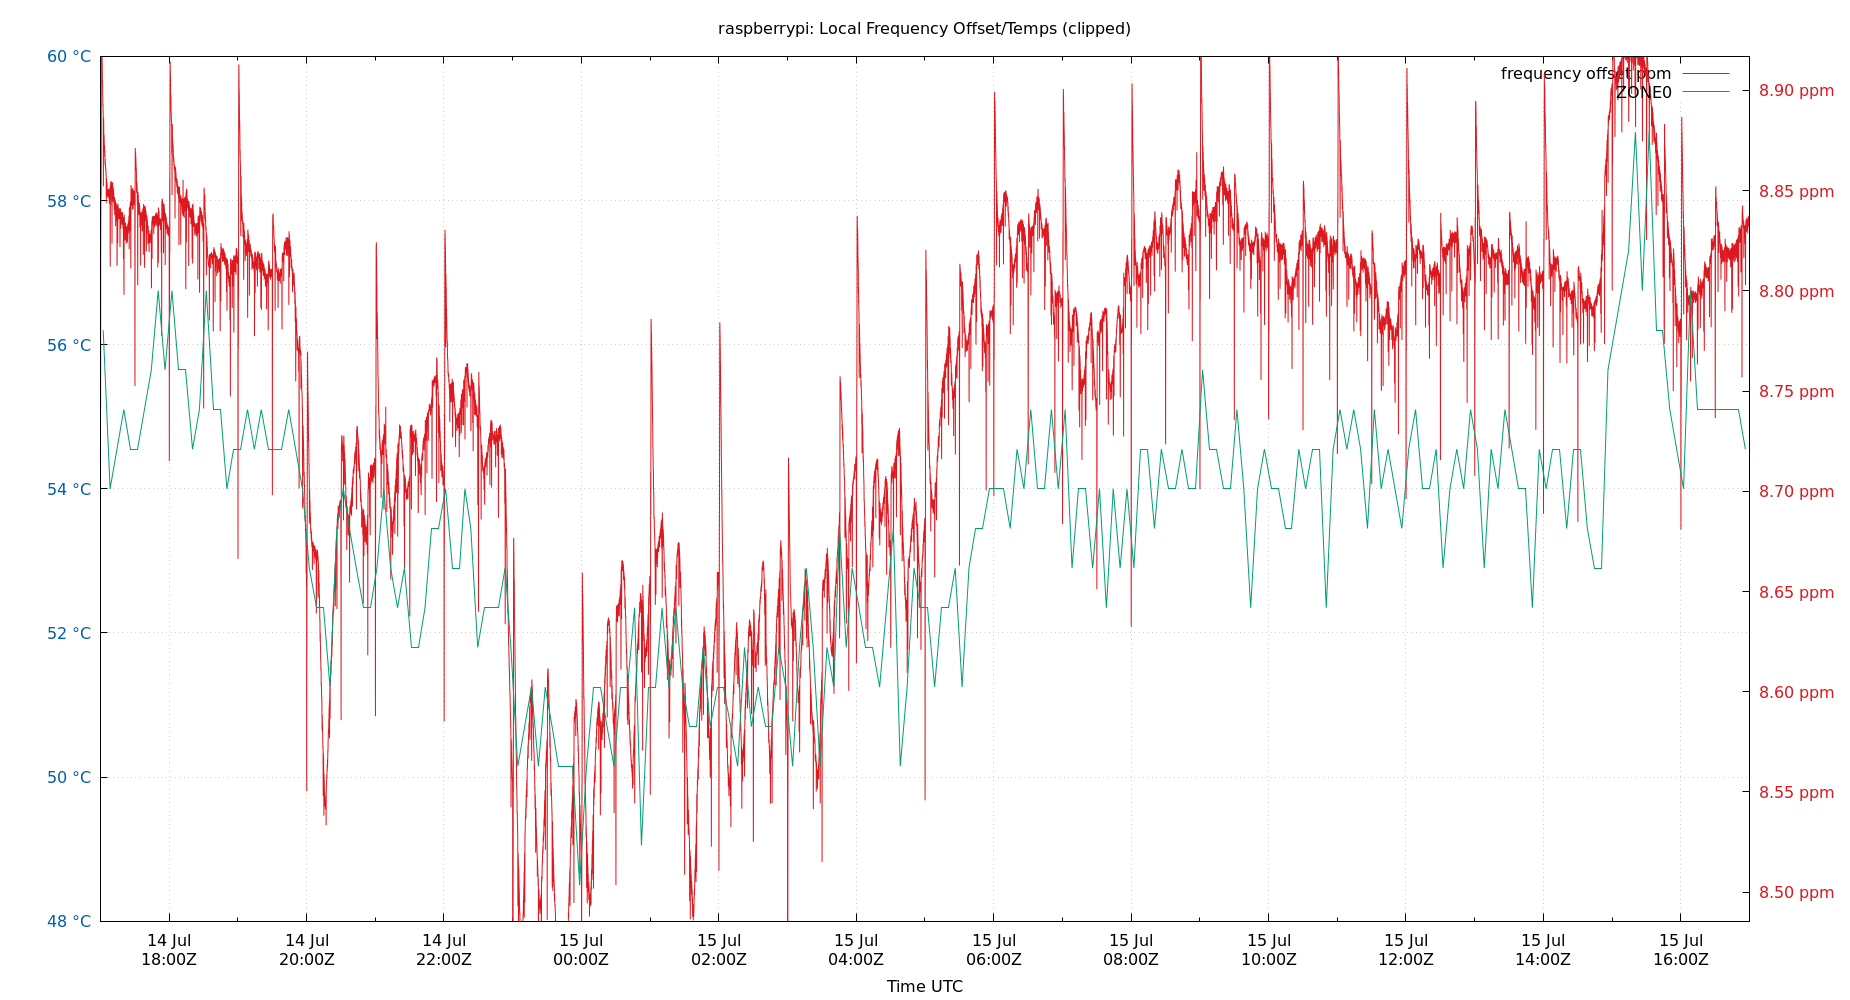 raspberrypi: Local Frequency Offset/Temps (clipped)
60 °C
58 °C
56 °C
54 °C
52 °C
50 °C
48 °C
frequency offset ppm
ZONE0
8.90 ppm
8.85 ppm
8.80 ppm
8.75 ppm
8.70 ppm
8.65 ppm
8.60 ppm
8.55 ppm
8.50 ppm
14 Jul 14 Jul 14 Jul 15 Jul 15 Jul 15 Jul 15 Jul 15 Jul 15 Jul 15 Jul 15 Jul 15 Jul
18:00Z 20:00Z 22:00Z 00:00Z 02:00Z 04:00Z 06:00Z 08:00Z 10:00Z 12:00Z 14:00Z 16:00Z
Time UTC